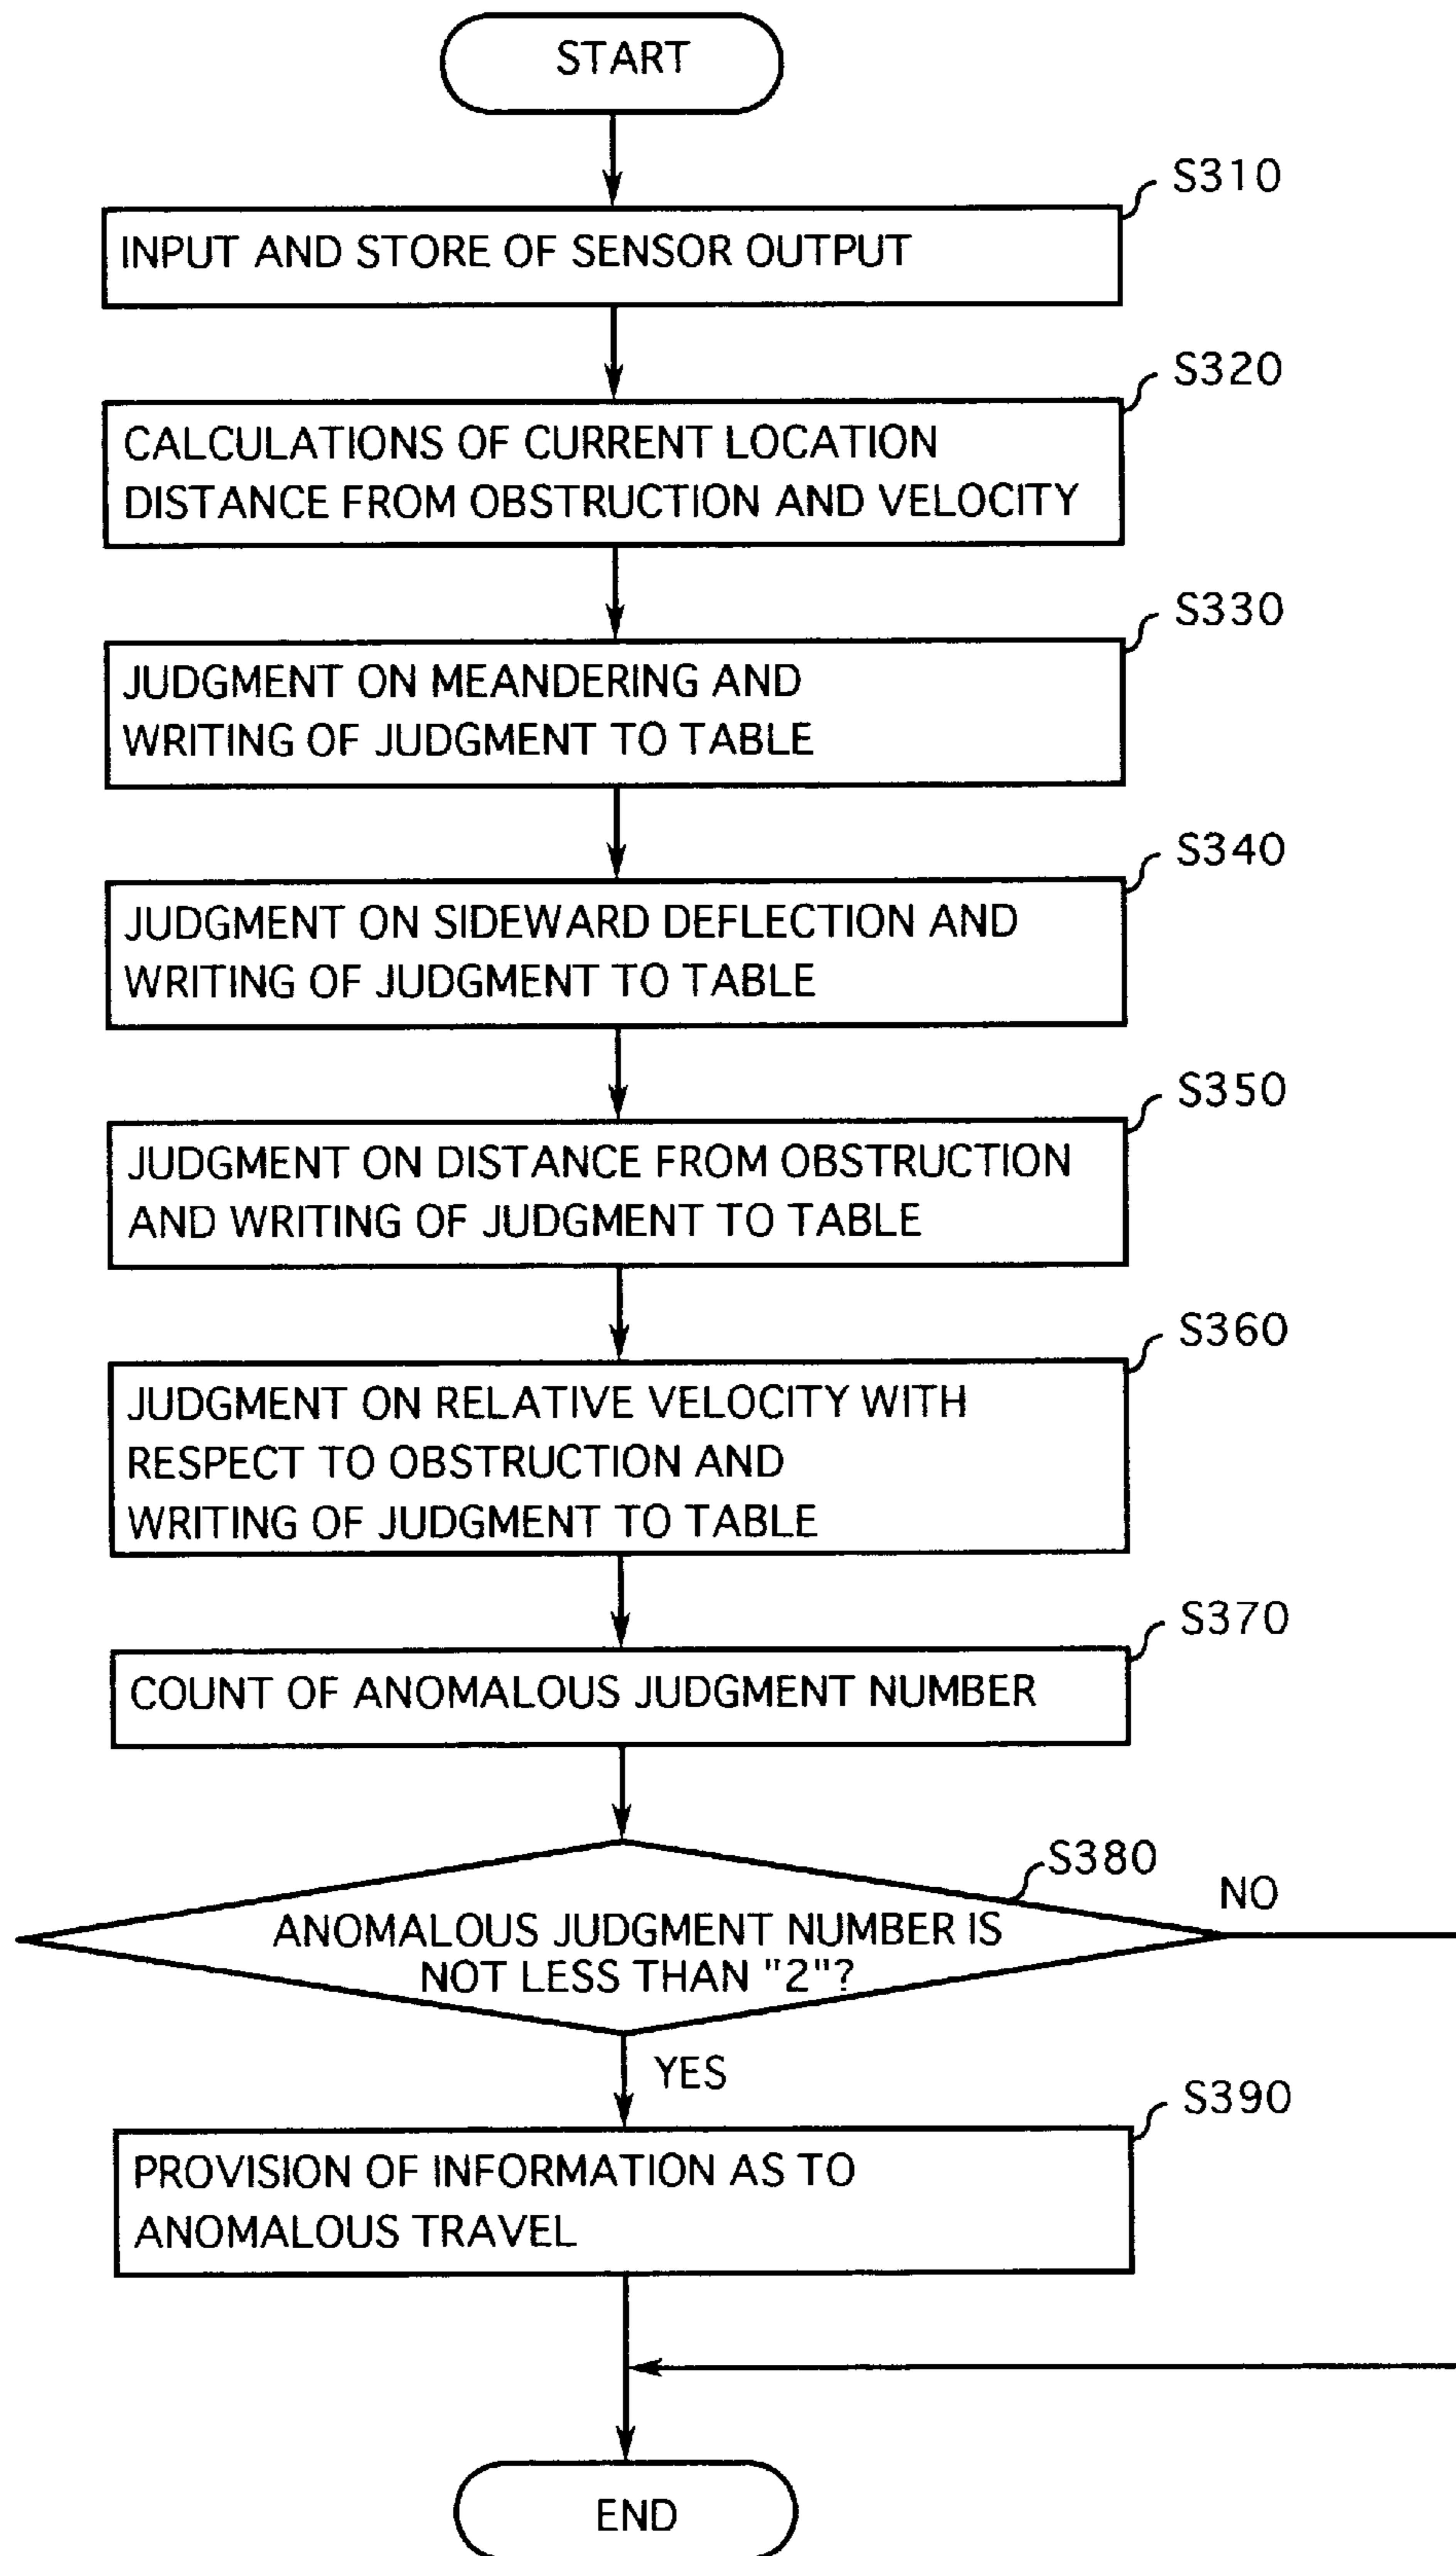 START
S310
INPUT AND STORE OF SENSOR OUTPUT
S320
CALCULATIONS OF CURRENT LOCATION
DISTANCE FROM OBSTRUCTION AND VELOCITY
S330
JUDGMENT ON MEANDERING AND
WRITING OF JUDGMENT TO TABLE
S340
JUDGMENT ON SIDEWARD DEFLECTION AND
WRITING OF JUDGMENT TO TABLE
S350
JUDGMENT ON DISTANCE FROM OBSTRUCTION
AND WRITING OF JUDGMENT TO TABLE
S360
JUDGMENT ON RELATIVE VELOCITY WITH
RESPECT TO OBSTRUCTION AND
WRITING OF JUDGMENT TO TABLE
S370
COUNT OF ANOMALOUS JUDGMENT NUMBER
S380
NO
ANOMALOUS JUDGMENT NUMBER IS
NOT LESS THAN "2"?
YES
S390
PROVISION OF INFORMATION AS TO
ANOMALOUS TRAVEL
END